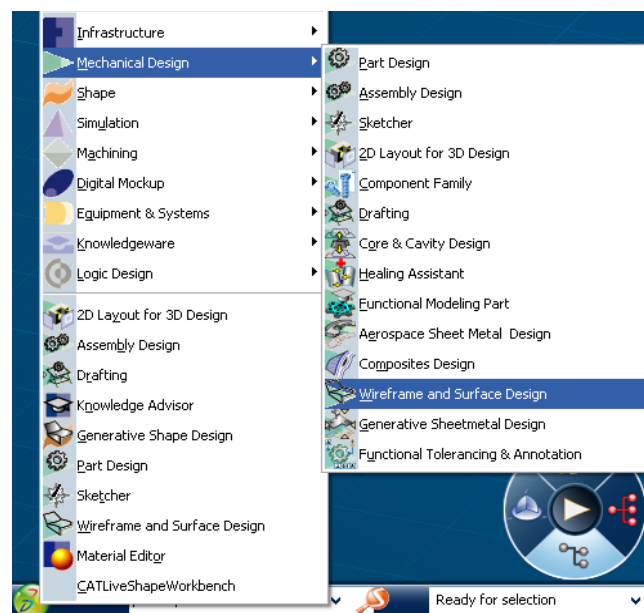 Infrastructure
Mechanical Design
Shape
Simulation
Machining
Digital Mockup
Equipment & Systems
Knowledgeware
Logic Design
2D Layout for 3D Design
Assembly Design
Drafting
Knowledge Advisor
Generative Shape Design
Part Design
Sketcher
Wireframe and Surface Design
Material Editor
CATLiveShapeWorkbench
Part Design
Assembly Design
Sketcher
2D Layout for 3D Design
Component Family
Drafting
Core & Cavity Design
Healing Assistant
Functional Modeling Part
Aerospace Sheet Metal Design
Composites Design
Wireframe and Surface Design
Generative Sheetmetal Design
Functional Tolerancing & Annotation
Ready for selection